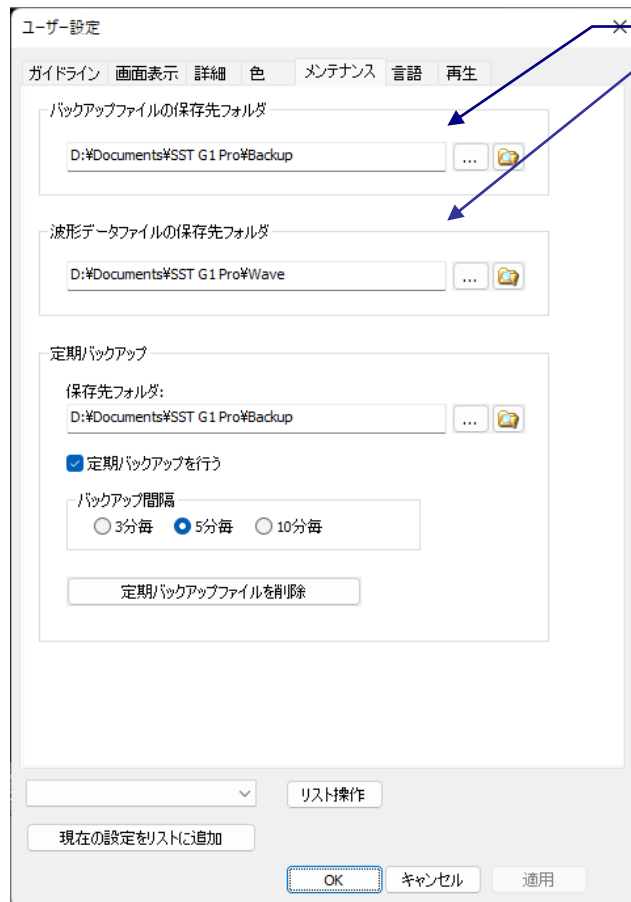 ユーザー設定
ガイドライン 画面表示 詳細 色 メンテナンス 言語 再生
バックアップファイルの保存先フォルダ
D:¥Documents¥SST G1 Pro¥Backup ...
波形データファイルの保存先フォルダ
D:¥Documents¥SST G1 Pro¥Wave ...
定期バックアップ
保存先フォルダ:
D:¥Documents¥SST G1 Pro¥Backup ...
定期バックアップを行う
バックアップ間隔
3分毎 5分毎 10分毎
定期バックアップファイルを削除
リスト操作
現在の設定をリストに追加
OK キャンセル 適用